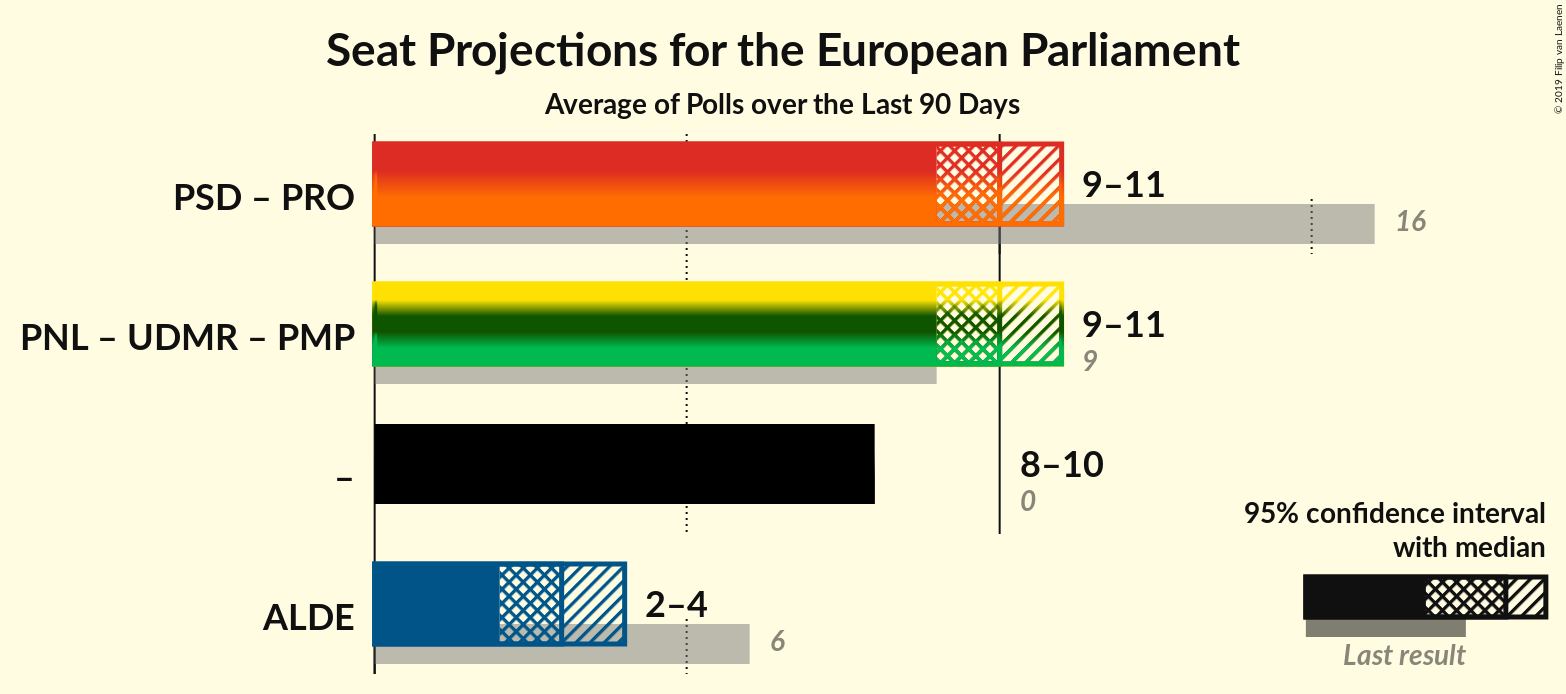 Seat Projections for the European Parliament
Average of Polls over the Last 90 Days
© 2019 Filip van Laenen
PSD – PRO
9–11
16
PNL – UDMR – PMP
9–11
9
–
8–10
0
ALDE
2–4
6
95% confidence interval
with median
Last result